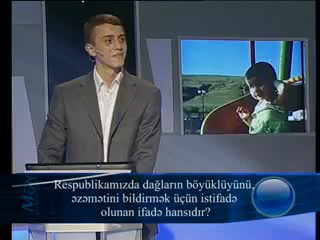 Respublikamızda dağların böyüklüyünü,
əzəmətini bildirmək üçün istifadə
olunan ifadə hansıdır?